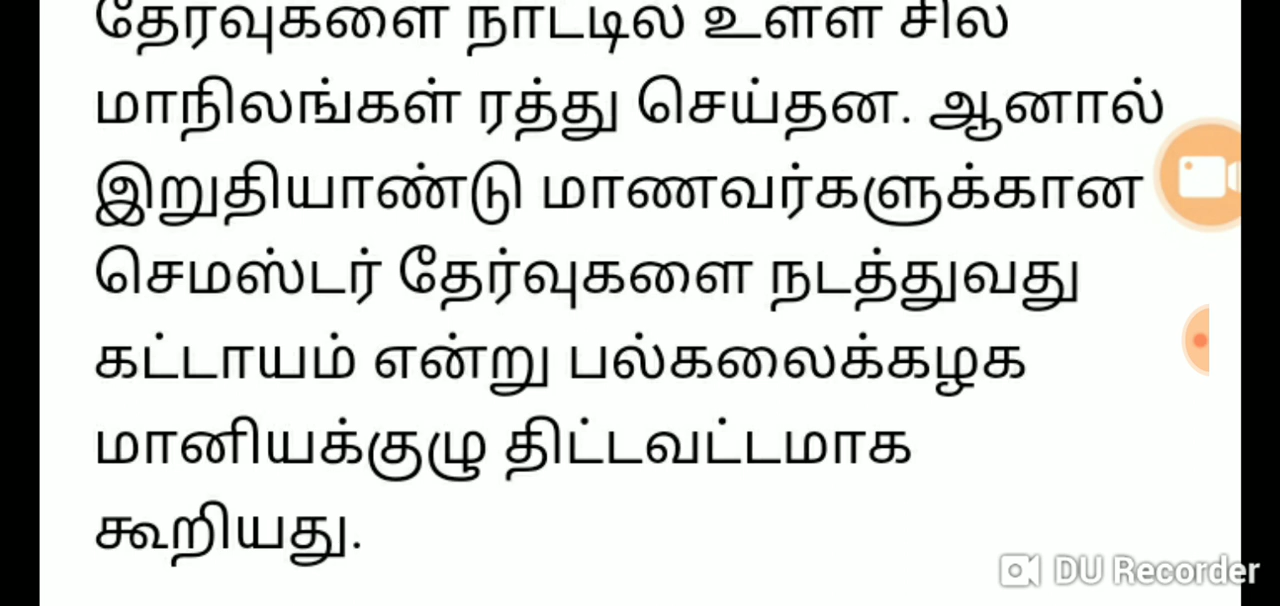 தேர்வுகளை நாட்டில் உள்ள சில
மாநிலங்கள் ரத்து செய்தன. ஆனால்
இறுதியாண்டு மாணவர்களுக்கான
செமஸ்டர் தேர்வுகளை நடத்துவது
கட்டாயம் என்று பல்கலைக்கழக
மானியக்குழு திட்டவட்டமாக
கூறியது.
DU Recorder